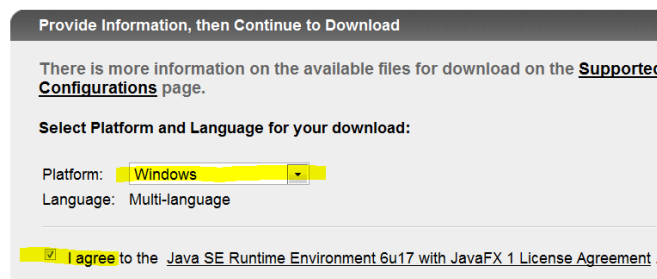 Provide Information, then Continue to Download
There is more information on the available files for download on the Supported
Configurations page.
Select Platform and Language for your download:
Platform: Windows
Language: Multi-language
I agree to the Java SE Runtime Environment 6u17 with JavaFX 1 License Agreement.